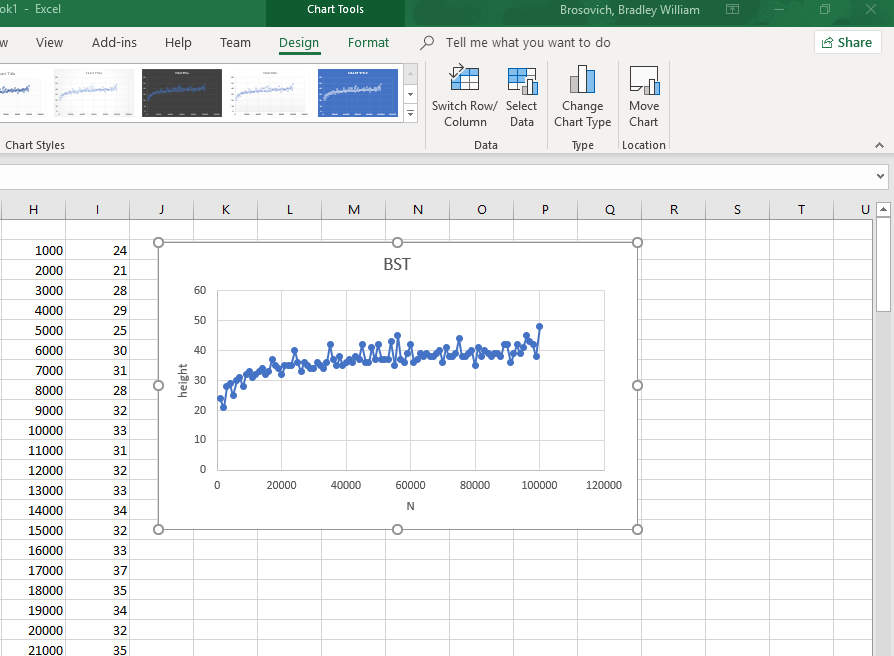 ok1 - Excel
Chart Tools
Brosovich, Bradley William
w View Add-ins Help Team Design Format Tell me what you want to do Share
Switch Row/ Column
Select Data
Change Chart Type
Move Chart
Chart Styles Data Type Location
H I J K L M N O P Q R S T U
1000 24
2000 21
3000 28
4000 29
5000 25
6000 30
7000 31
8000 28
9000 32
10000 33
11000 31
12000 32
13000 33
14000 34
15000 32
16000 33
17000 37
18000 35
19000 34
20000 32
21000 35
BST
60
50
40
30
20
10
0
height
0 20000 40000 60000 80000 100000 120000
N